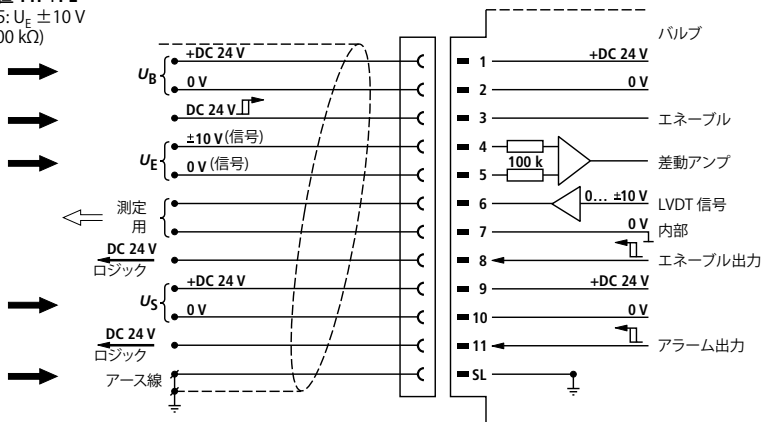 5: UE ±10 V
00 kΩ)
バルブ
+DC 24 V
1
+DC 24 V
UB
0 V
2
0 V
DC 24 V
3
エネーブル
±10 V(信号)
4
UE
100 k
差動アンプ
0 V (信号)
5
測定
用
6
0... ±10 V
LVDT 信号
7
0 V
内部
DC 24 V
ロジック
8
エネーブル出力
+DC 24 V
9
+DC 24 V
US
0 V
10
0 V
DC 24 V
ロジック
11
アラーム出力
アース線
SL